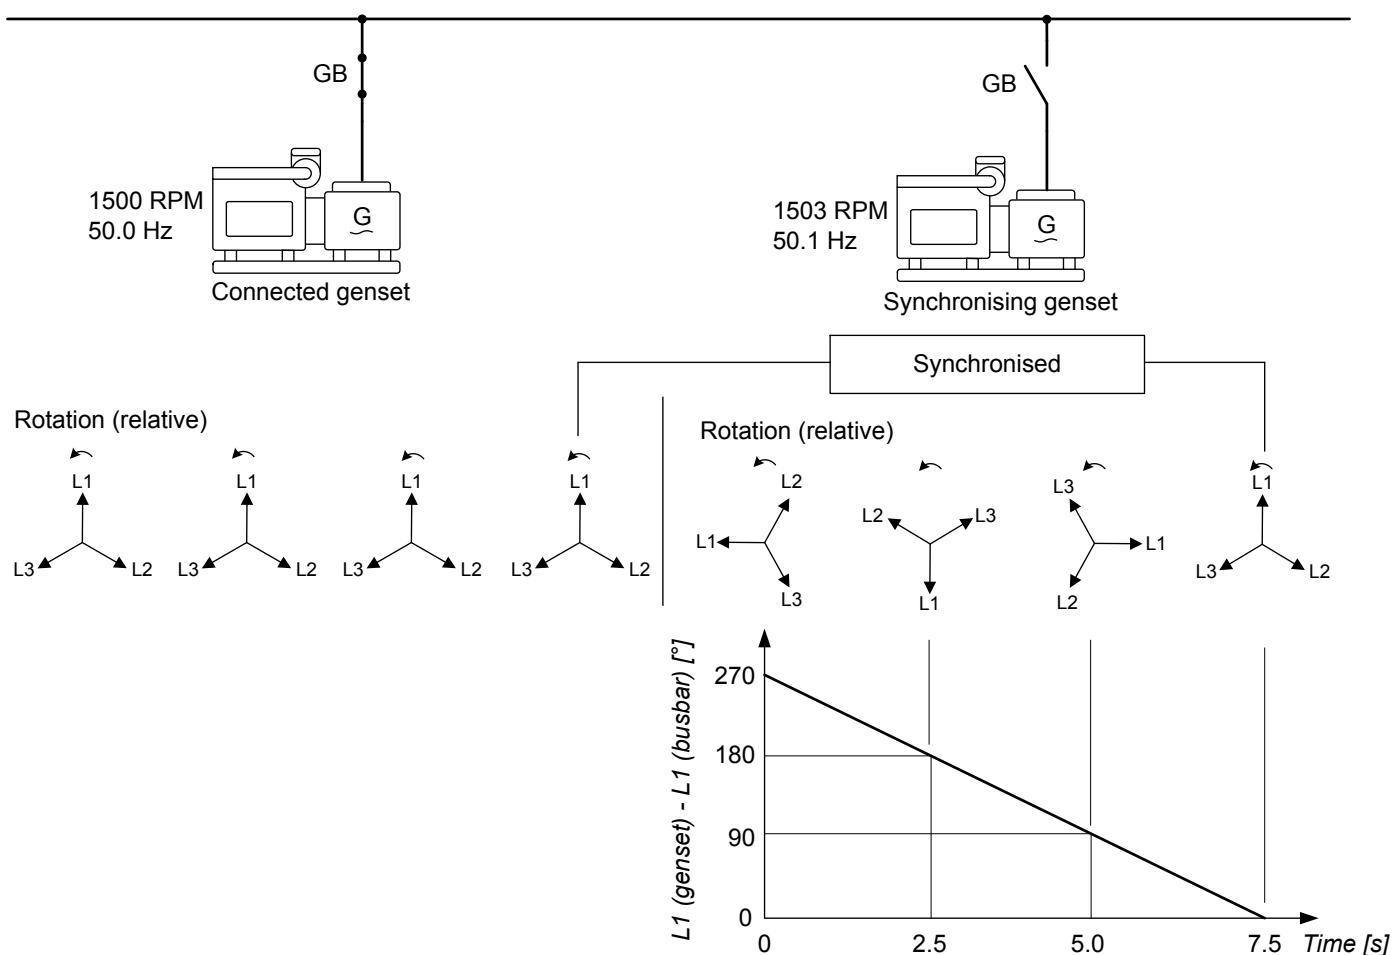 GB
GB
1500 RPM
50.0 Hz
G
1503 RPM
50.1 Hz
G
Connected genset
Synchronising genset
Synchronised
Rotation (relative)
Rotation (relative)
L1
L3
L2
L1
L3
L2
L1
L3
L2
L1
L3
L2
L2
L1
L3
L2
L3
L1
L3
L1
L2
L1
L3
L2
L1 (genset) - L1 (busbar) [°]
270
180
90
0
0
2.5
5.0
7.5
Time [s]